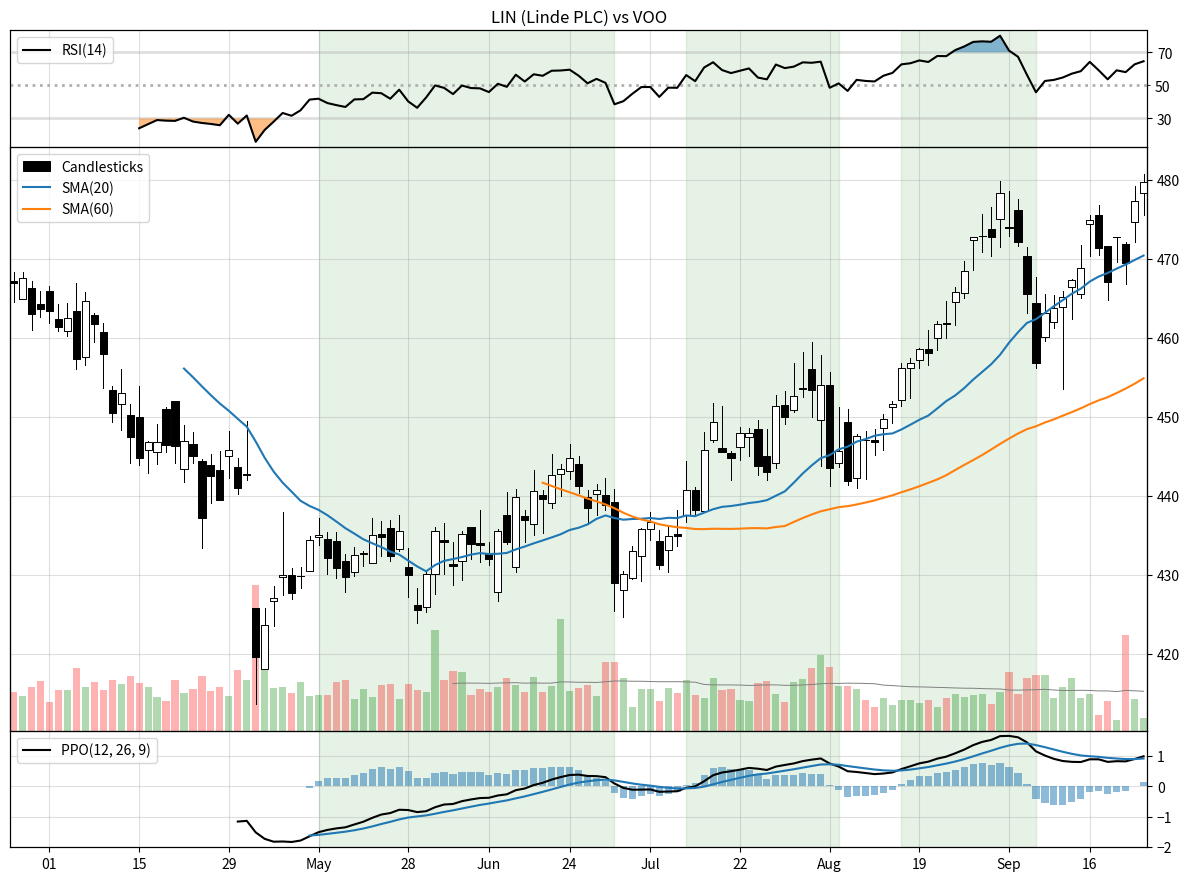 LIN (Linde PLC) vs VOO
RSI(14)
70
50
30
Candlesticks
SMA(20)
SMA(60)
480
470
460
450
440
430
420
PPO(12, 26, 9)
1
0
−1
−2
01 15 29 May 28 Jun 24 Jul 22 Aug 19 Sep 16